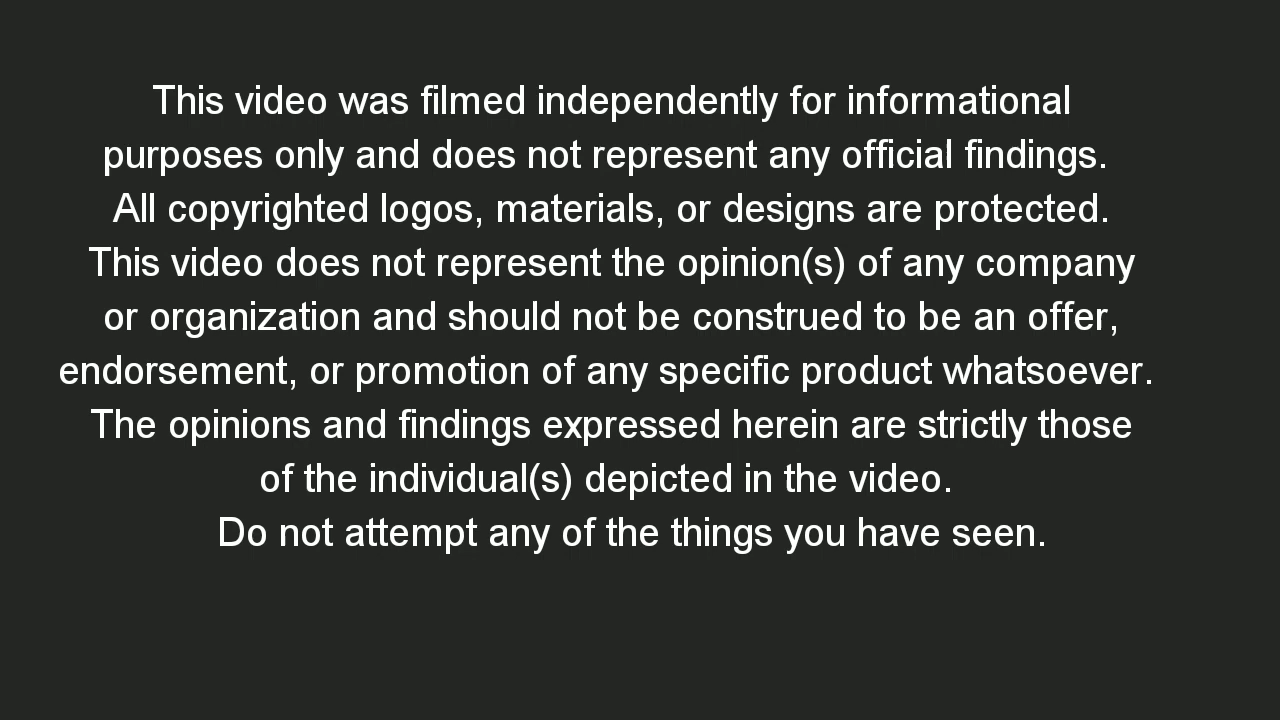 This video was filmed independently for informational
purposes only and does not represent any official findings.
All copyrighted logos, materials, or designs are protected.
This video does not represent the opinion(s) of any company
or organization and should not be construed to be an offer,
endorsement, or promotion of any specific product whatsoever.
The opinions and findings expressed herein are strictly those
of the individual(s) depicted in the video.
Do not attempt any of the things you have seen.